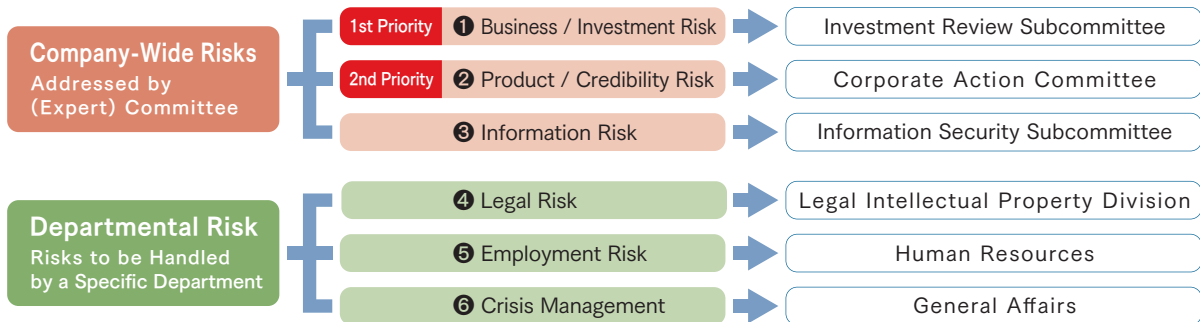 Company-Wide Risks
Addressed by
(Expert) Committee
1st Priority ❶ Business / Investment Risk
Investment Review Subcommittee
2nd Priority ❷ Product / Credibility Risk
Corporate Action Committee
❸ Information Risk
Information Security Subcommittee
Departmental Risk
Risks to be Handled
by a Specific Department
❹ Legal Risk
Legal Intellectual Property Division
❺ Employment Risk
Human Resources
❻ Crisis Management
General Affairs